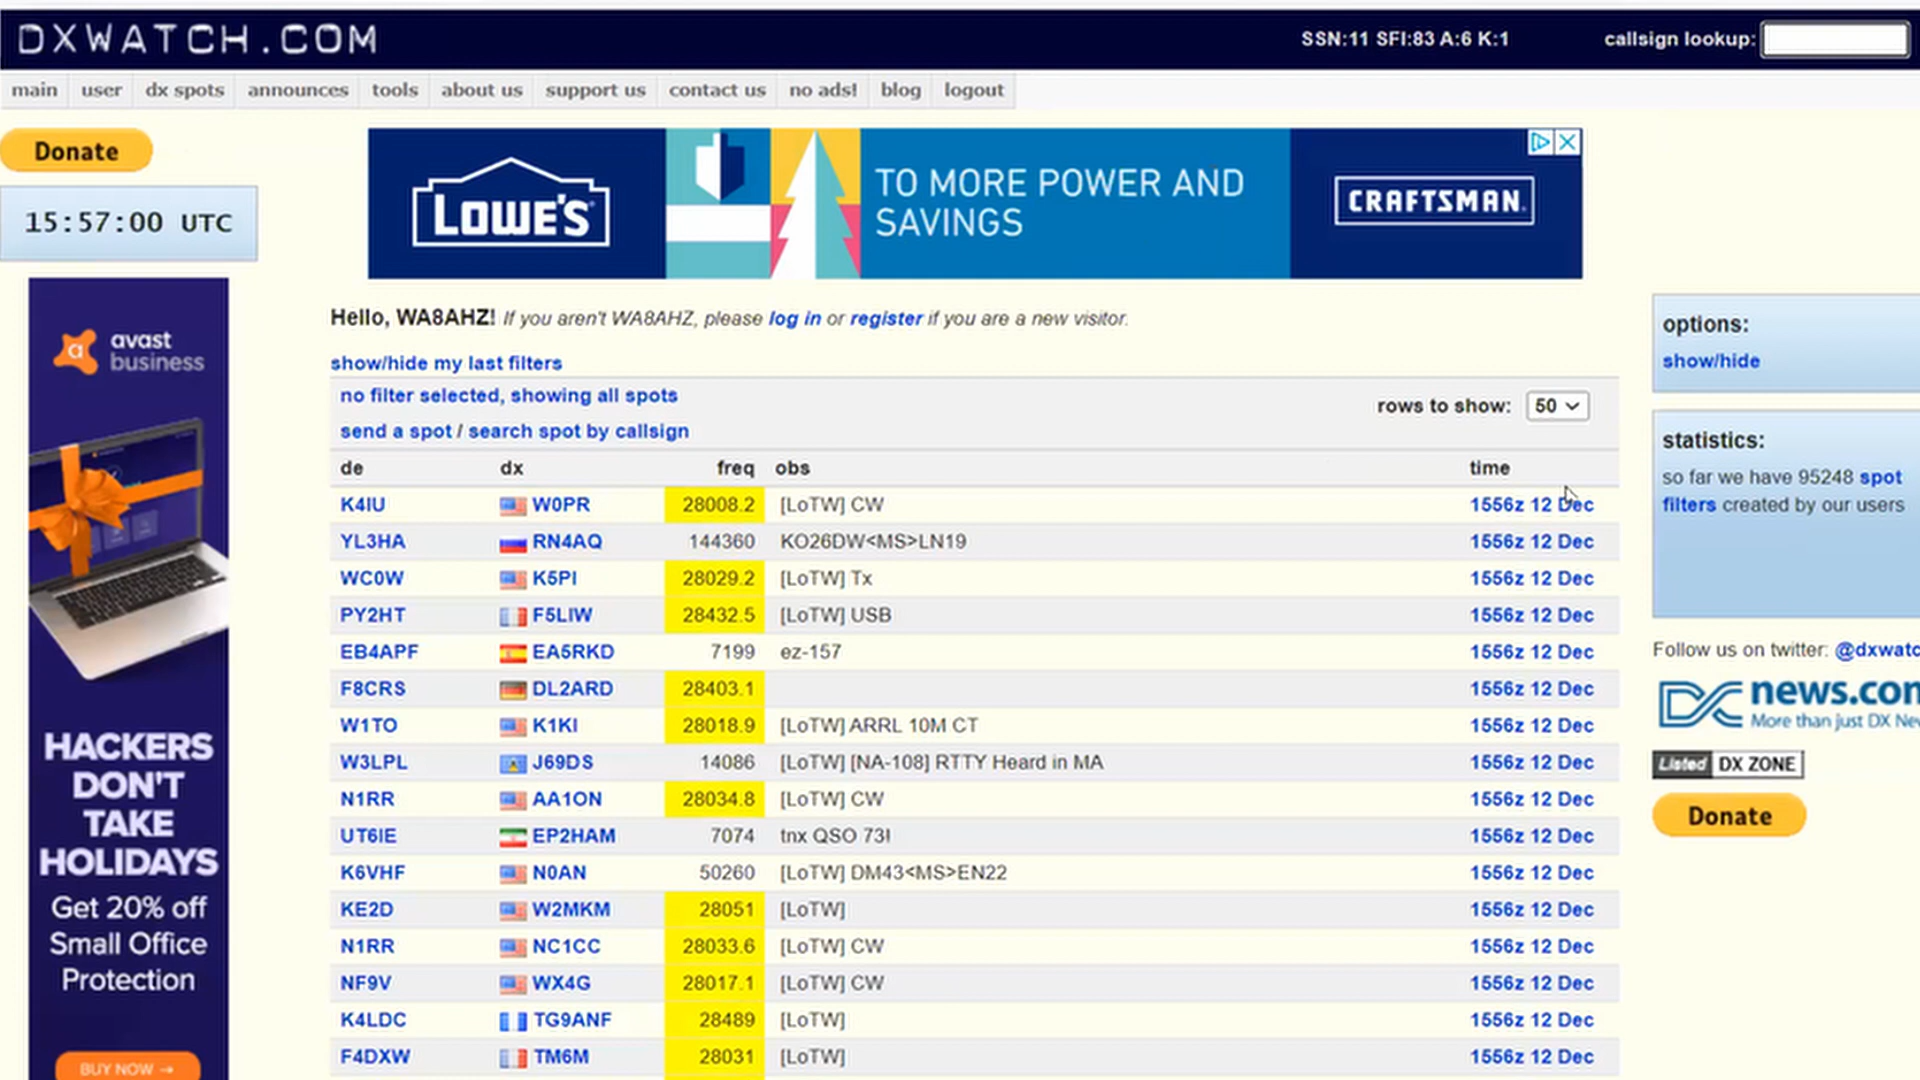 DXWATCH.COM
SSN:11 SFI:83 A:6 K:1
callsign lookup:
main user dx spots announces tools about us support us contact us no ads! blog logout
Donate
15:57:00 UTC
LOWE'S
TO MORE POWER AND
SAVINGS
CRAFTSMAN
avast
business
HACKERS
DON'T
TAKE
HOLIDAYS
Get 20% off
Small Office
Protection
BUY NOW →
Hello, WA8AHZ! If you aren't WA8AHZ, please log in or register if you are a new visitor.
show/hide my last filters
no filter selected, showing all spots
rows to show: 50
send a spot / search spot by callsign
de dx freq obs time
K4IU W0PR 28008.2 [LoTW] CW 1556z 12 Dec
YL3HA RN4AQ 144360 KO26DW<MS>LN19 1556z 12 Dec
WC0W K5PI 28029.2 [LoTW] Tx 1556z 12 Dec
PY2HT F5LIW 28432.5 [LoTW] USB 1556z 12 Dec
EB4APF EA5RKD 7199 ez-157 1556z 12 Dec
F8CRS DL2ARD 28403.1 1556z 12 Dec
W1TO K1KI 28018.9 [LoTW] ARRL 10M CT 1556z 12 Dec
W3LPL J69DS 14086 [LoTW] [NA-108] RTTY Heard in MA 1556z 12 Dec
N1RR AA1ON 28034.8 [LoTW] CW 1556z 12 Dec
UT6IE EP2HAM 7074 tnx QSO 73! 1556z 12 Dec
K6VHF N0AN 50260 [LoTW] DM43<MS>EN22 1556z 12 Dec
KE2D W2MKM 28051 [LoTW] 1556z 12 Dec
N1RR NC1CC 28033.6 [LoTW] CW 1556z 12 Dec
NF9V WX4G 28017.1 [LoTW] CW 1556z 12 Dec
K4LDC TG9ANF 28489 [LoTW] 1556z 12 Dec
F4DXW TM6M 28031 [LoTW] 1556z 12 Dec
options:
show/hide
statistics:
so far we have 95248 spot
filters created by our users
Follow us on twitter: @dxwatc
DX news.com
More than just DX Ne
Listed DX ZONE
Donate